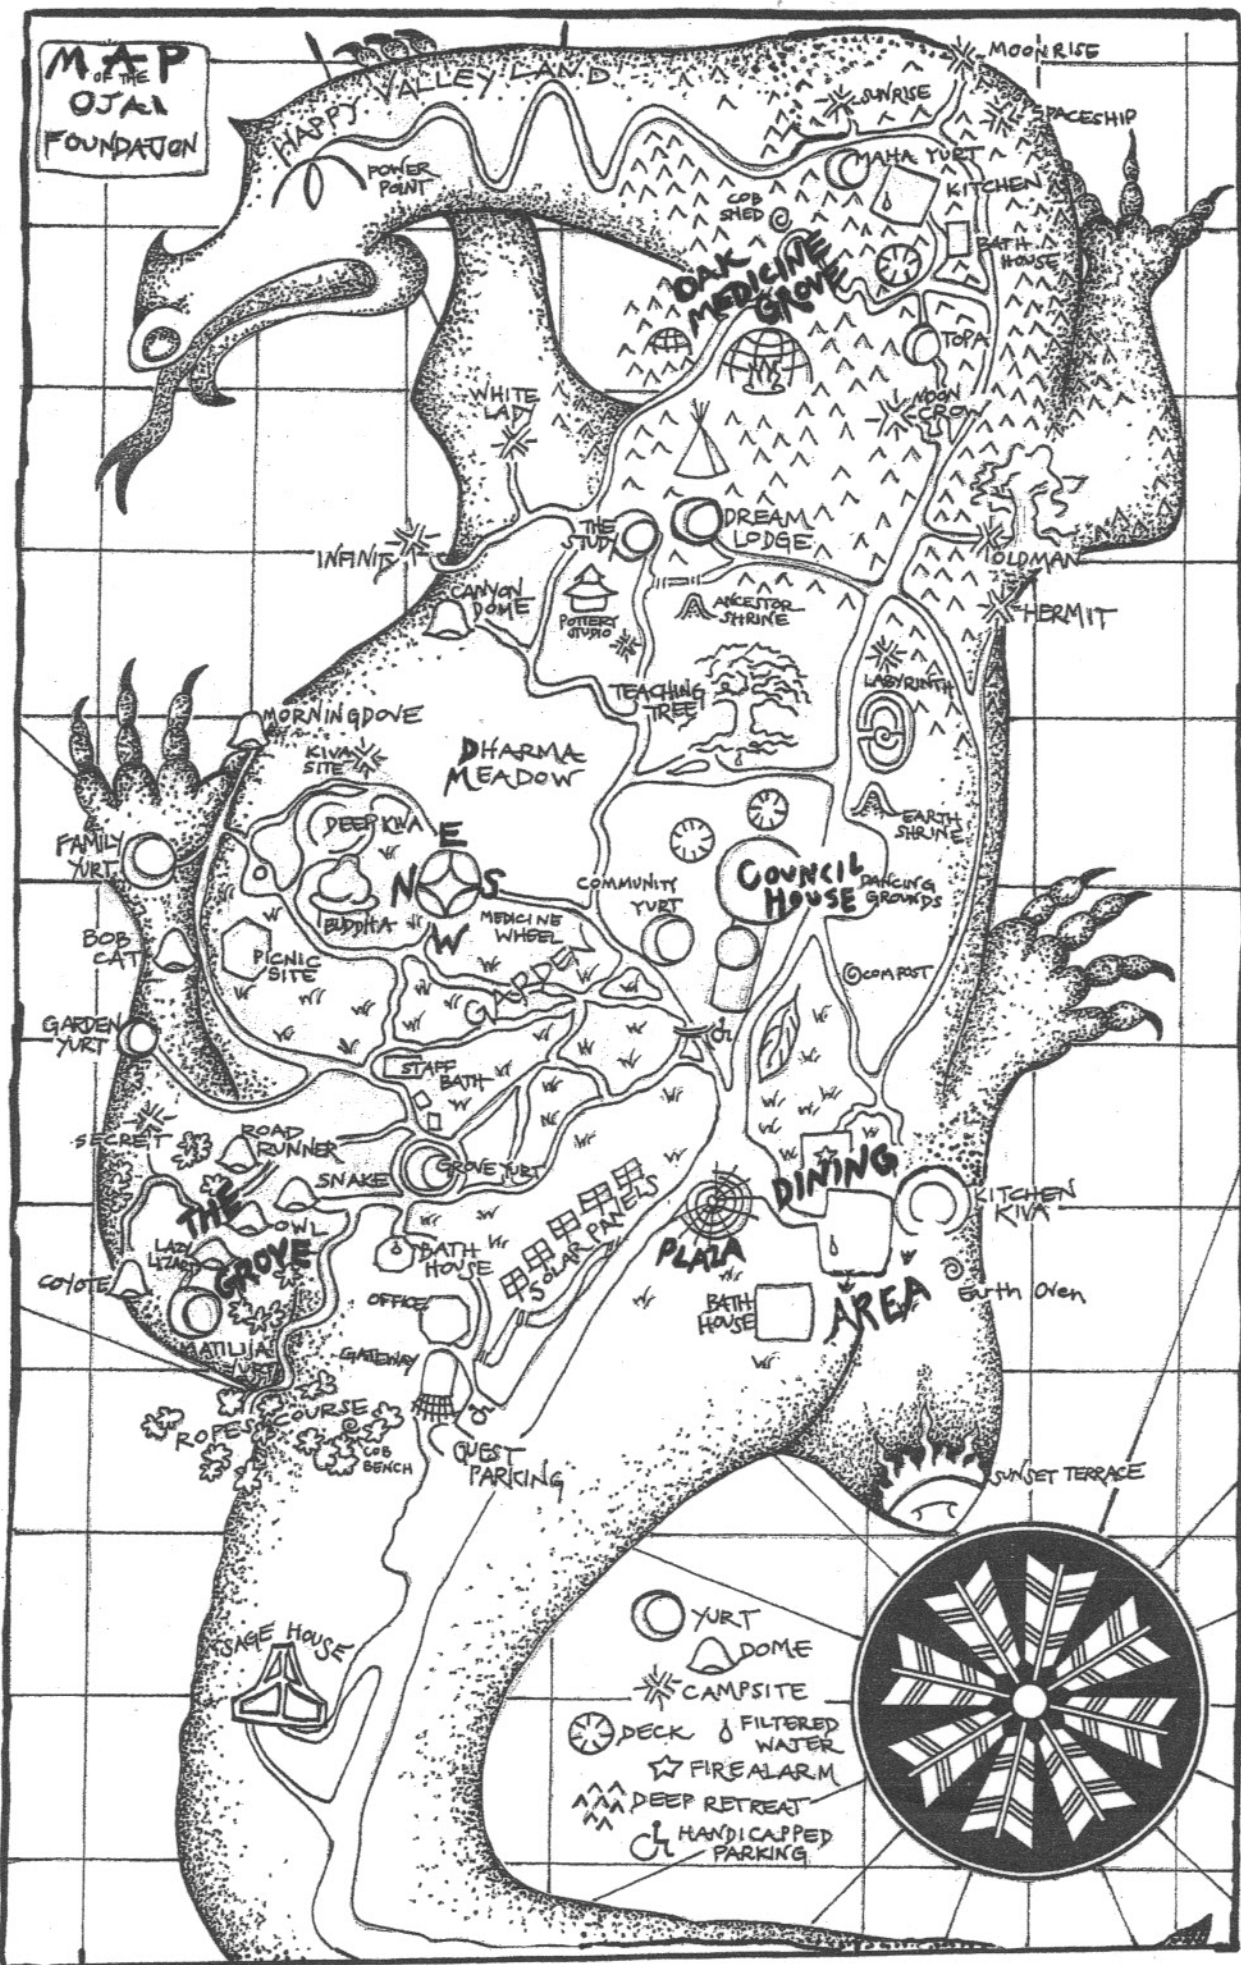 MAP
OF THE
OJAI
FOUNDATION
HAPPY VALLEY LAND
MOONRISE
SUNRISE
SPACESHIP
POWER
POINT
MAHA YURT
KITCHEN
COB
SHED
BATH
HOUSE
OAK
MEDICINE
GROVE
TOPA
WHITE
LADY
MOON
CROW
THE
STUDY
DREAM
LODGE
INFINITY
OLDMAN
CANYON
DOME
POTTERY
STUDIO
ANCESTOR
SHRINE
HERMIT
TEACHING
TREE
LABYRINTH
MORNINGDOVE
KIVA
SITE
DHARMA
MEADOW
DEEP KIVA
E
FAMILY
YURT
EARTH
SHRINE
N
S
COMMUNITY
YURT
COUNCIL
HOUSE
DANCING
GROUNDS
BUDDHA
W
MEDICINE
WHEEL
BOB
CAT
PICNIC
SITE
COMPOST
GARDEN
GARDEN
YURT
STAFF
BATH
SECRET
ROAD
RUNNER
SNAKE
GROVE YURT
DINING
AREA
KITCHEN
KIVA
THE
GROVE
OWL
SOLAR PANELS
PLAZA
LAZY
LIZARD
BATH
HOUSE
COYOTE
OFFICE
BATH
HOUSE
Earth Oven
MATILIJA
YURT
GATEWAY
ROPES COURSE
COB
BENCH
GUEST
PARKING
SUNSET TERRACE
SAGE HOUSE
YURT
DOME
CAMPSITE
DECK
FILTERED
WATER
FIRE ALARM
DEEP RETREAT
HANDICAPPED
PARKING